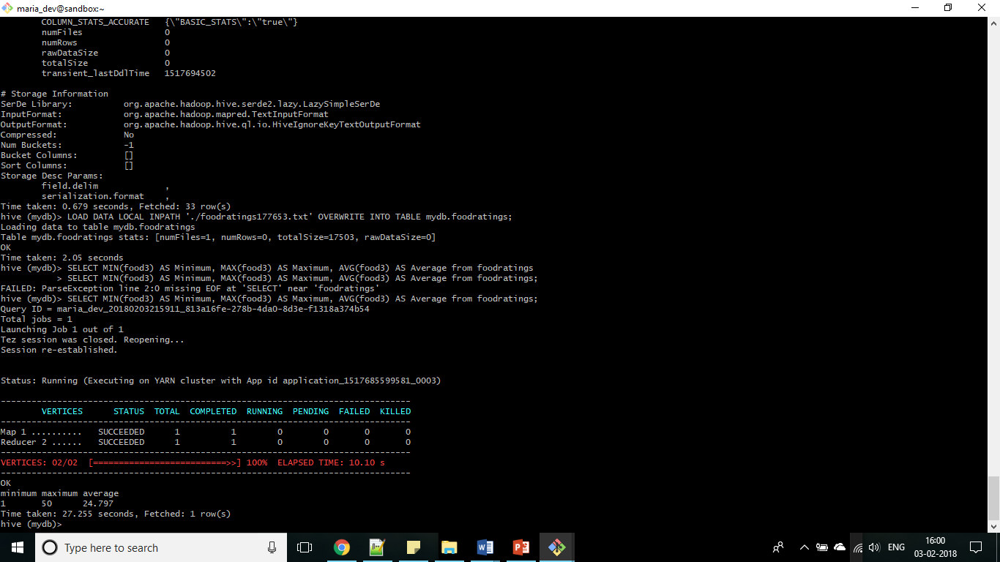 maria_dev@sandbox:~
COLUMN_STATS_ACCURATE {\"BASIC_STATS\":\"true\"}
numFiles 0
numRows 0
rawDataSize 0
totalSize 0
transient_lastDdlTime 1517694502
# Storage Information
SerDe Library: org.apache.hadoop.hive.serde2.lazy.LazySimpleSerDe
InputFormat: org.apache.hadoop.mapred.TextInputFormat
OutputFormat: org.apache.hadoop.hive.ql.io.HiveIgnoreKeyTextOutputFormat
Compressed: No
Num Buckets: -1
Bucket Columns: []
Sort Columns: []
Storage Desc Params:
field.delim ,
serialization.format ,
Time taken: 0.679 seconds, Fetched: 33 row(s)
hive (mydb)> LOAD DATA LOCAL INPATH './foodratings177653.txt' OVERWRITE INTO TABLE mydb.foodratings;
Loading data to table mydb.foodratings
Table mydb.foodratings stats: [numFiles=1, numRows=0, totalSize=17503, rawDataSize=0]
OK
Time taken: 2.05 seconds
hive (mydb)> SELECT MIN(food3) AS Minimum, MAX(food3) AS Maximum, AVG(food3) AS Average from foodratings
> SELECT MIN(food3) AS Minimum, MAX(food3) AS Maximum, AVG(food3) AS Average from foodratings;
FAILED: ParseException line 2:0 missing EOF at 'SELECT' near 'foodratings'
hive (mydb)> SELECT MIN(food3) AS Minimum, MAX(food3) AS Maximum, AVG(food3) AS Average from foodratings;
Query ID = maria_dev_20180203215911_813a16fe-278b-4da0-8d3e-f1318a374b54
Total jobs = 1
Launching Job 1 out of 1
Tez session was closed. Reopening...
Session re-established.
Status: Running (Executing on YARN cluster with App id application_1517685599581_0003)
--------------------------------------------------------------------------------
VERTICES STATUS TOTAL COMPLETED RUNNING PENDING FAILED KILLED
--------------------------------------------------------------------------------
Map 1 .......... SUCCEEDED 1 1 0 0 0 0
Reducer 2 ...... SUCCEEDED 1 1 0 0 0 0
--------------------------------------------------------------------------------
VERTICES: 02/02 [==========================>>] 100% ELAPSED TIME: 10.10 s
--------------------------------------------------------------------------------
OK
minimum maximum average
1 50 24.797
Time taken: 27.255 seconds, Fetched: 1 row(s)
hive (mydb)>
Type here to search
ENG
16:00
03-02-2018